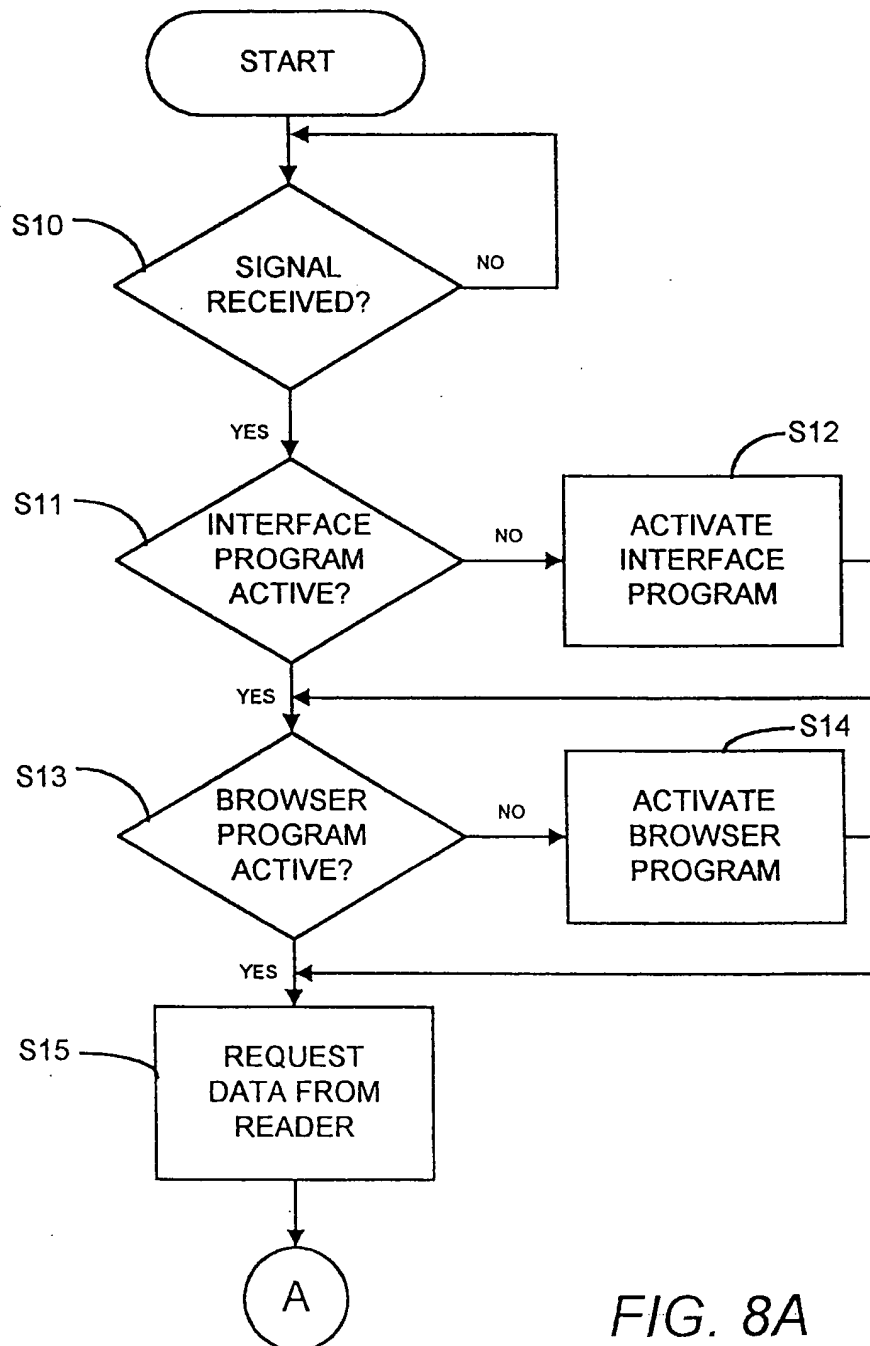 START
S10
SIGNAL
RECEIVED?
NO
YES
S11
INTERFACE
PROGRAM
ACTIVE?
NO
S12
ACTIVATE
INTERFACE
PROGRAM
YES
S13
BROWSER
PROGRAM
ACTIVE?
NO
S14
ACTIVATE
BROWSER
PROGRAM
YES
S15
REQUEST
DATA FROM
READER
A
FIG. 8A